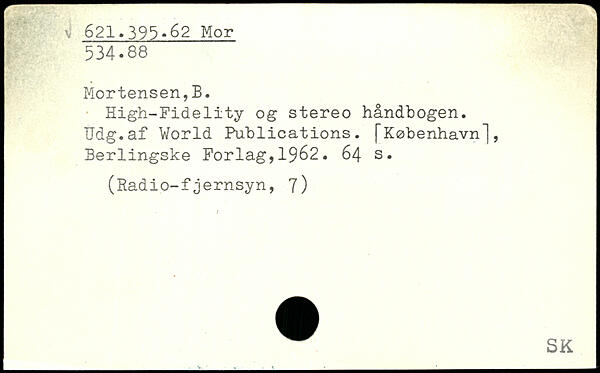 621.395.62 Mor
534.88
Mortensen,B.
High-Fidelity og stereo håndbogen.
Udg.af World Publications. [København],
Berlingske Forlag,1962. 64 s.
(Radio-fjernsyn, 7)
SK